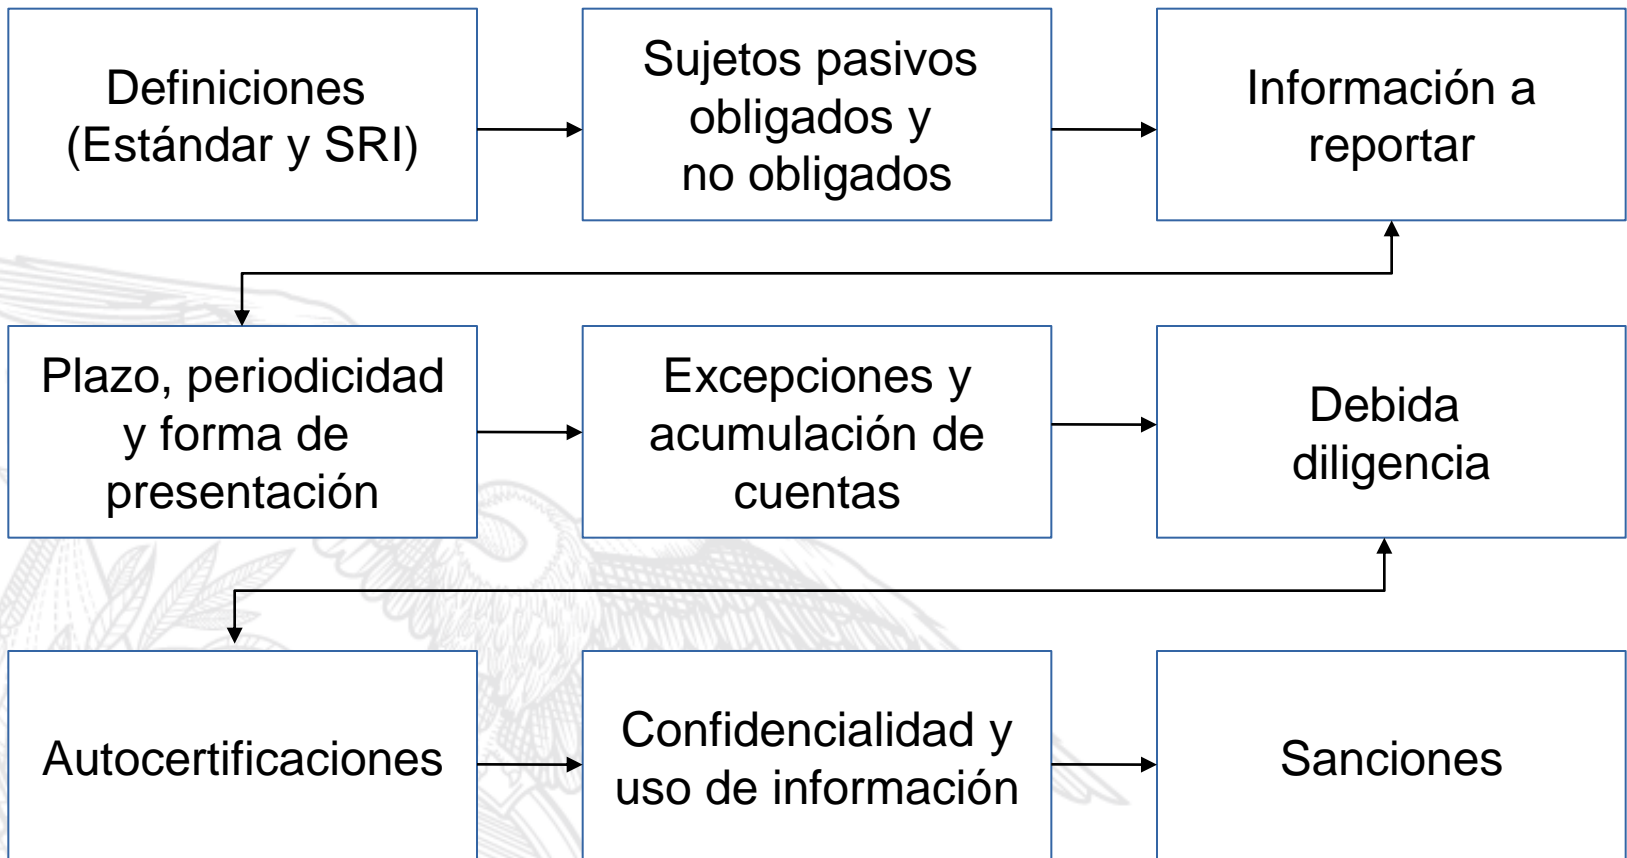 Definiciones
(Estándar y SRI)
Sujetos pasivos
obligados y
no obligados
Información a
reportar
Plazo, periodicidad
y forma de
presentación
Excepciones y
acumulación de
cuentas
Debida
diligencia
Autocertificaciones
Confidencialidad y
uso de información
Sanciones